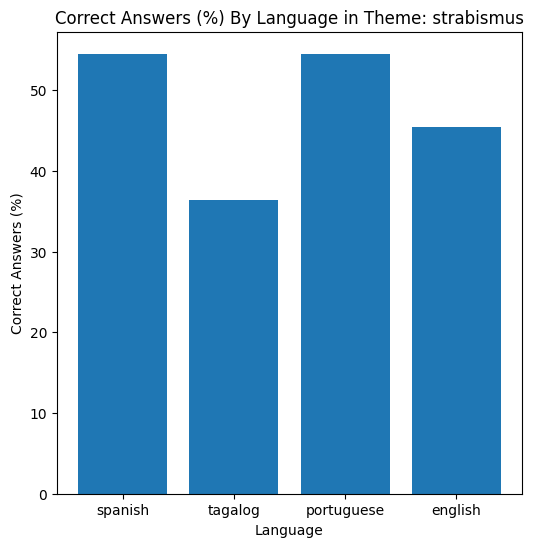 Correct Answers (%) By Language in Theme: strabismus
Correct Answers (%)
50
40
30
20
10
0
spanish tagalog portuguese english
Language